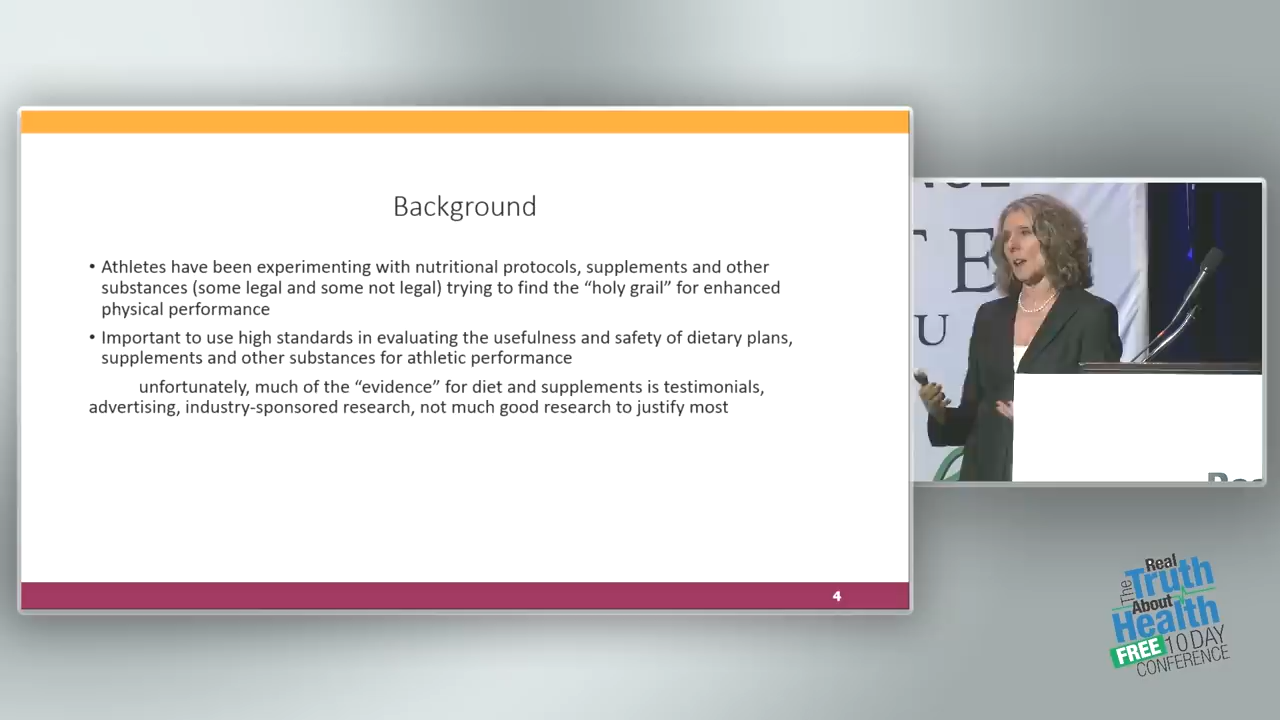 Background
• Athletes have been experimenting with nutritional protocols, supplements and other
substances (some legal and some not legal) trying to find the “holy grail” for enhanced
physical performance
• Important to use high standards in evaluating the usefulness and safety of dietary plans,
supplements and other substances for athletic performance
unfortunately, much of the “evidence” for diet and supplements is testimonials,
advertising, industry-sponsored research, not much good research to justify most
4
E
U
The
Real
Truth
About
Health
FREE 10 DAY
CONFERENCE